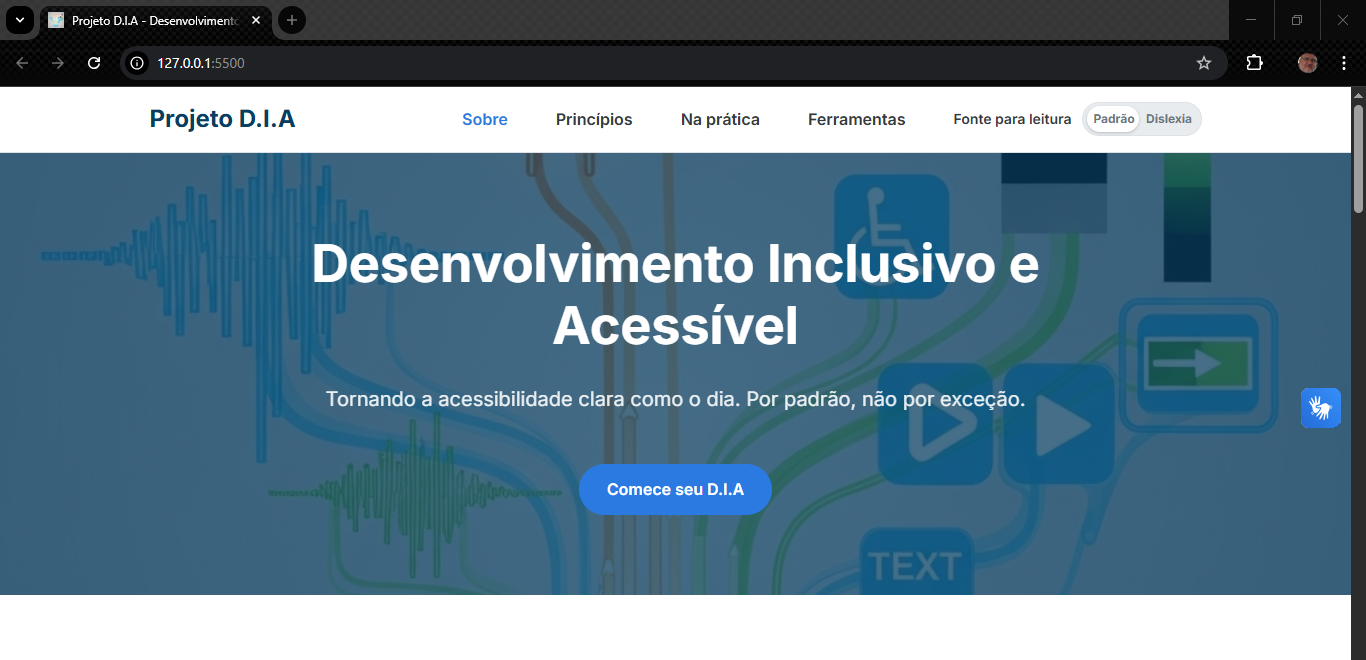 Projeto D.I.A - Desenvolvimento
127.0.0.1:5500
Projeto D.I.A
Sobre
Princípios
Na prática
Ferramentas
Fonte para leitura
Padrão
Dislexia
Desenvolvimento Inclusivo e
Acessível
Tornando a acessibilidade clara como o dia. Por padrão, não por exceção.
Comece seu D.I.A
TEXT